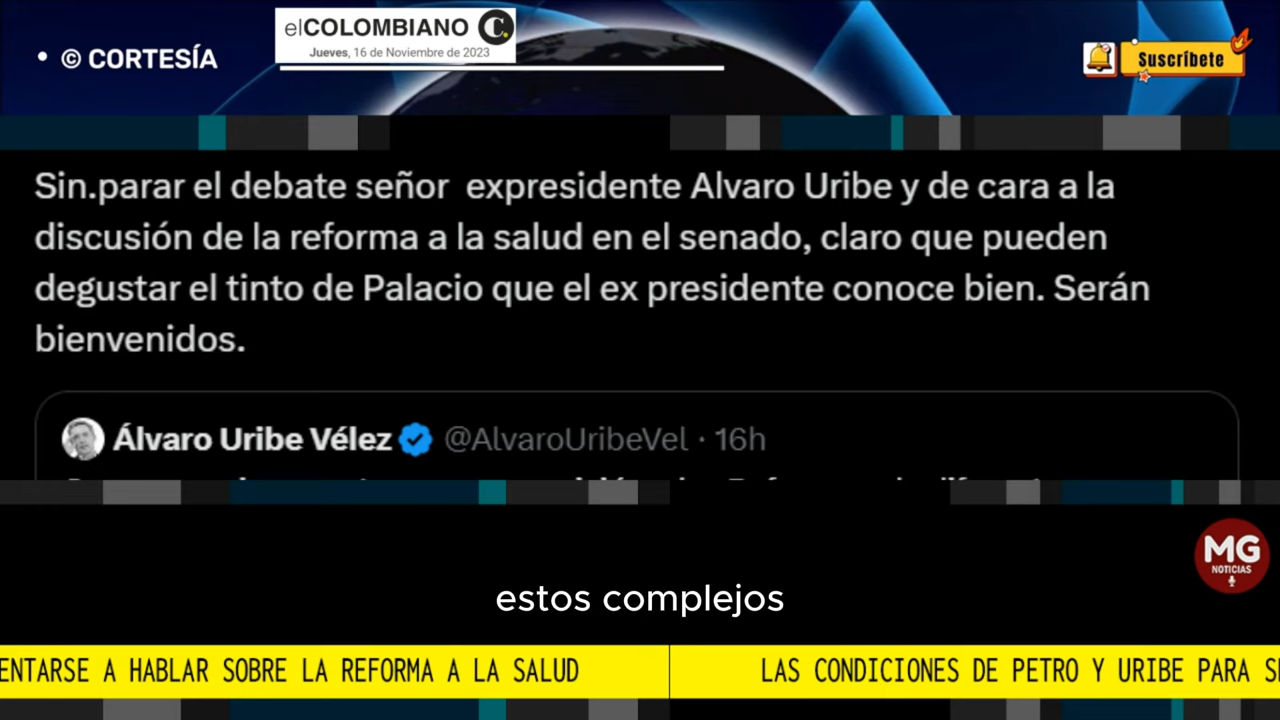 • © CORTESÍA
elCOLOMBIANO
Jueves, 16 de Noviembre de 2023
Suscríbete
Sin.parar el debate señor  expresidente Alvaro Uribe y de cara a la
discusión de la reforma a la salud en el senado, claro que pueden
degustar el tinto de Palacio que el ex presidente conoce bien. Serán
bienvenidos.
Álvaro Uribe Vélez @AlvaroUribeVel · 16h
MG
NOTICIAS
estos complejos
ENTARSE A HABLAR SOBRE LA REFORMA A LA SALUD
LAS CONDICIONES DE PETRO Y URIBE PARA